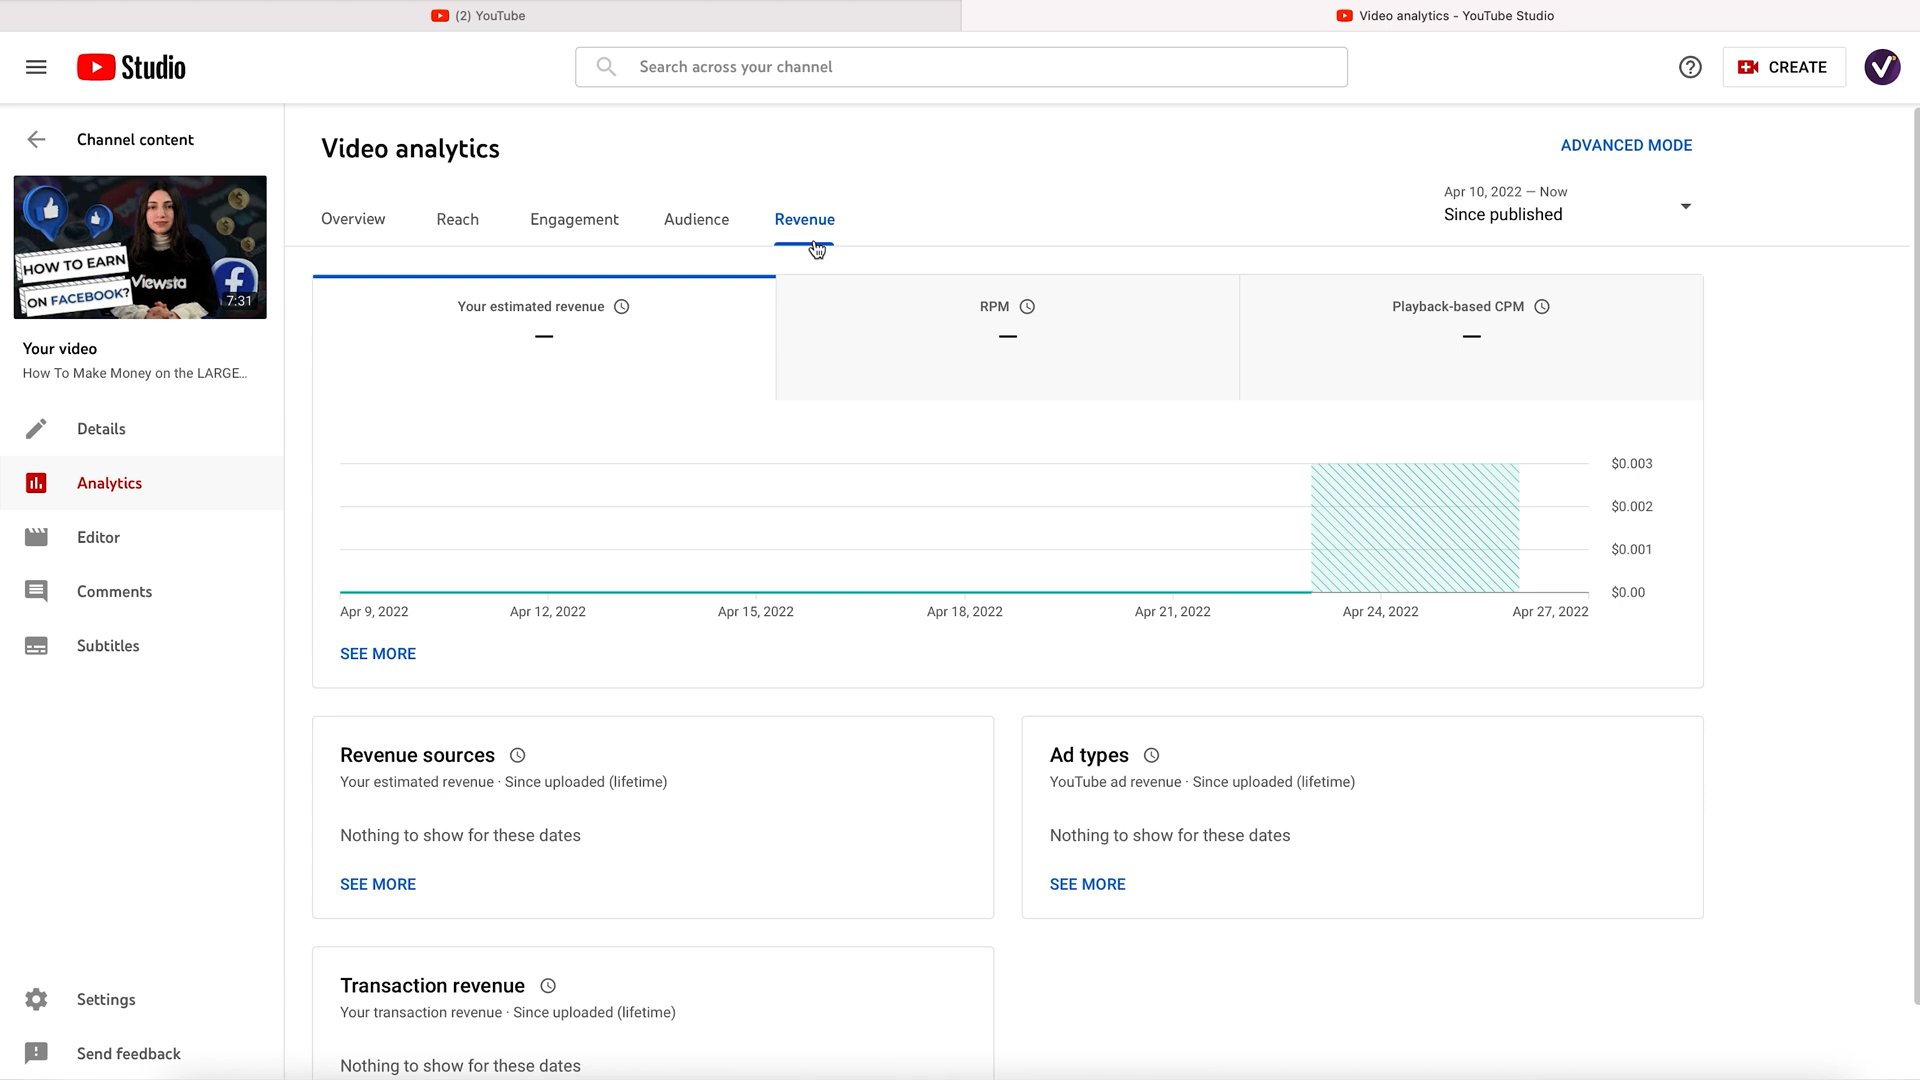 (2) YouTube
Video analytics - YouTube Studio
Studio
Search across your channel
CREATE
Channel content
HOW TO EARN
ON FACEBOOK?
Viewsta
7:31
Your video
How To Make Money on the LARGE...
Details
Analytics
Editor
Comments
Subtitles
Settings
Send feedback
Video analytics
ADVANCED MODE
Apr 10, 2022 – Now
Since published
Overview
Reach
Engagement
Audience
Revenue
Your estimated revenue
—
RPM
—
Playback-based CPM
—
$0.003
$0.002
$0.001
$0.00
Apr 9, 2022
Apr 12, 2022
Apr 15, 2022
Apr 18, 2022
Apr 21, 2022
Apr 24, 2022
Apr 27, 2022
SEE MORE
Revenue sources
Your estimated revenue · Since uploaded (lifetime)
Nothing to show for these dates
SEE MORE
Ad types
YouTube ad revenue · Since uploaded (lifetime)
Nothing to show for these dates
SEE MORE
Transaction revenue
Your transaction revenue · Since uploaded (lifetime)
Nothing to show for these dates